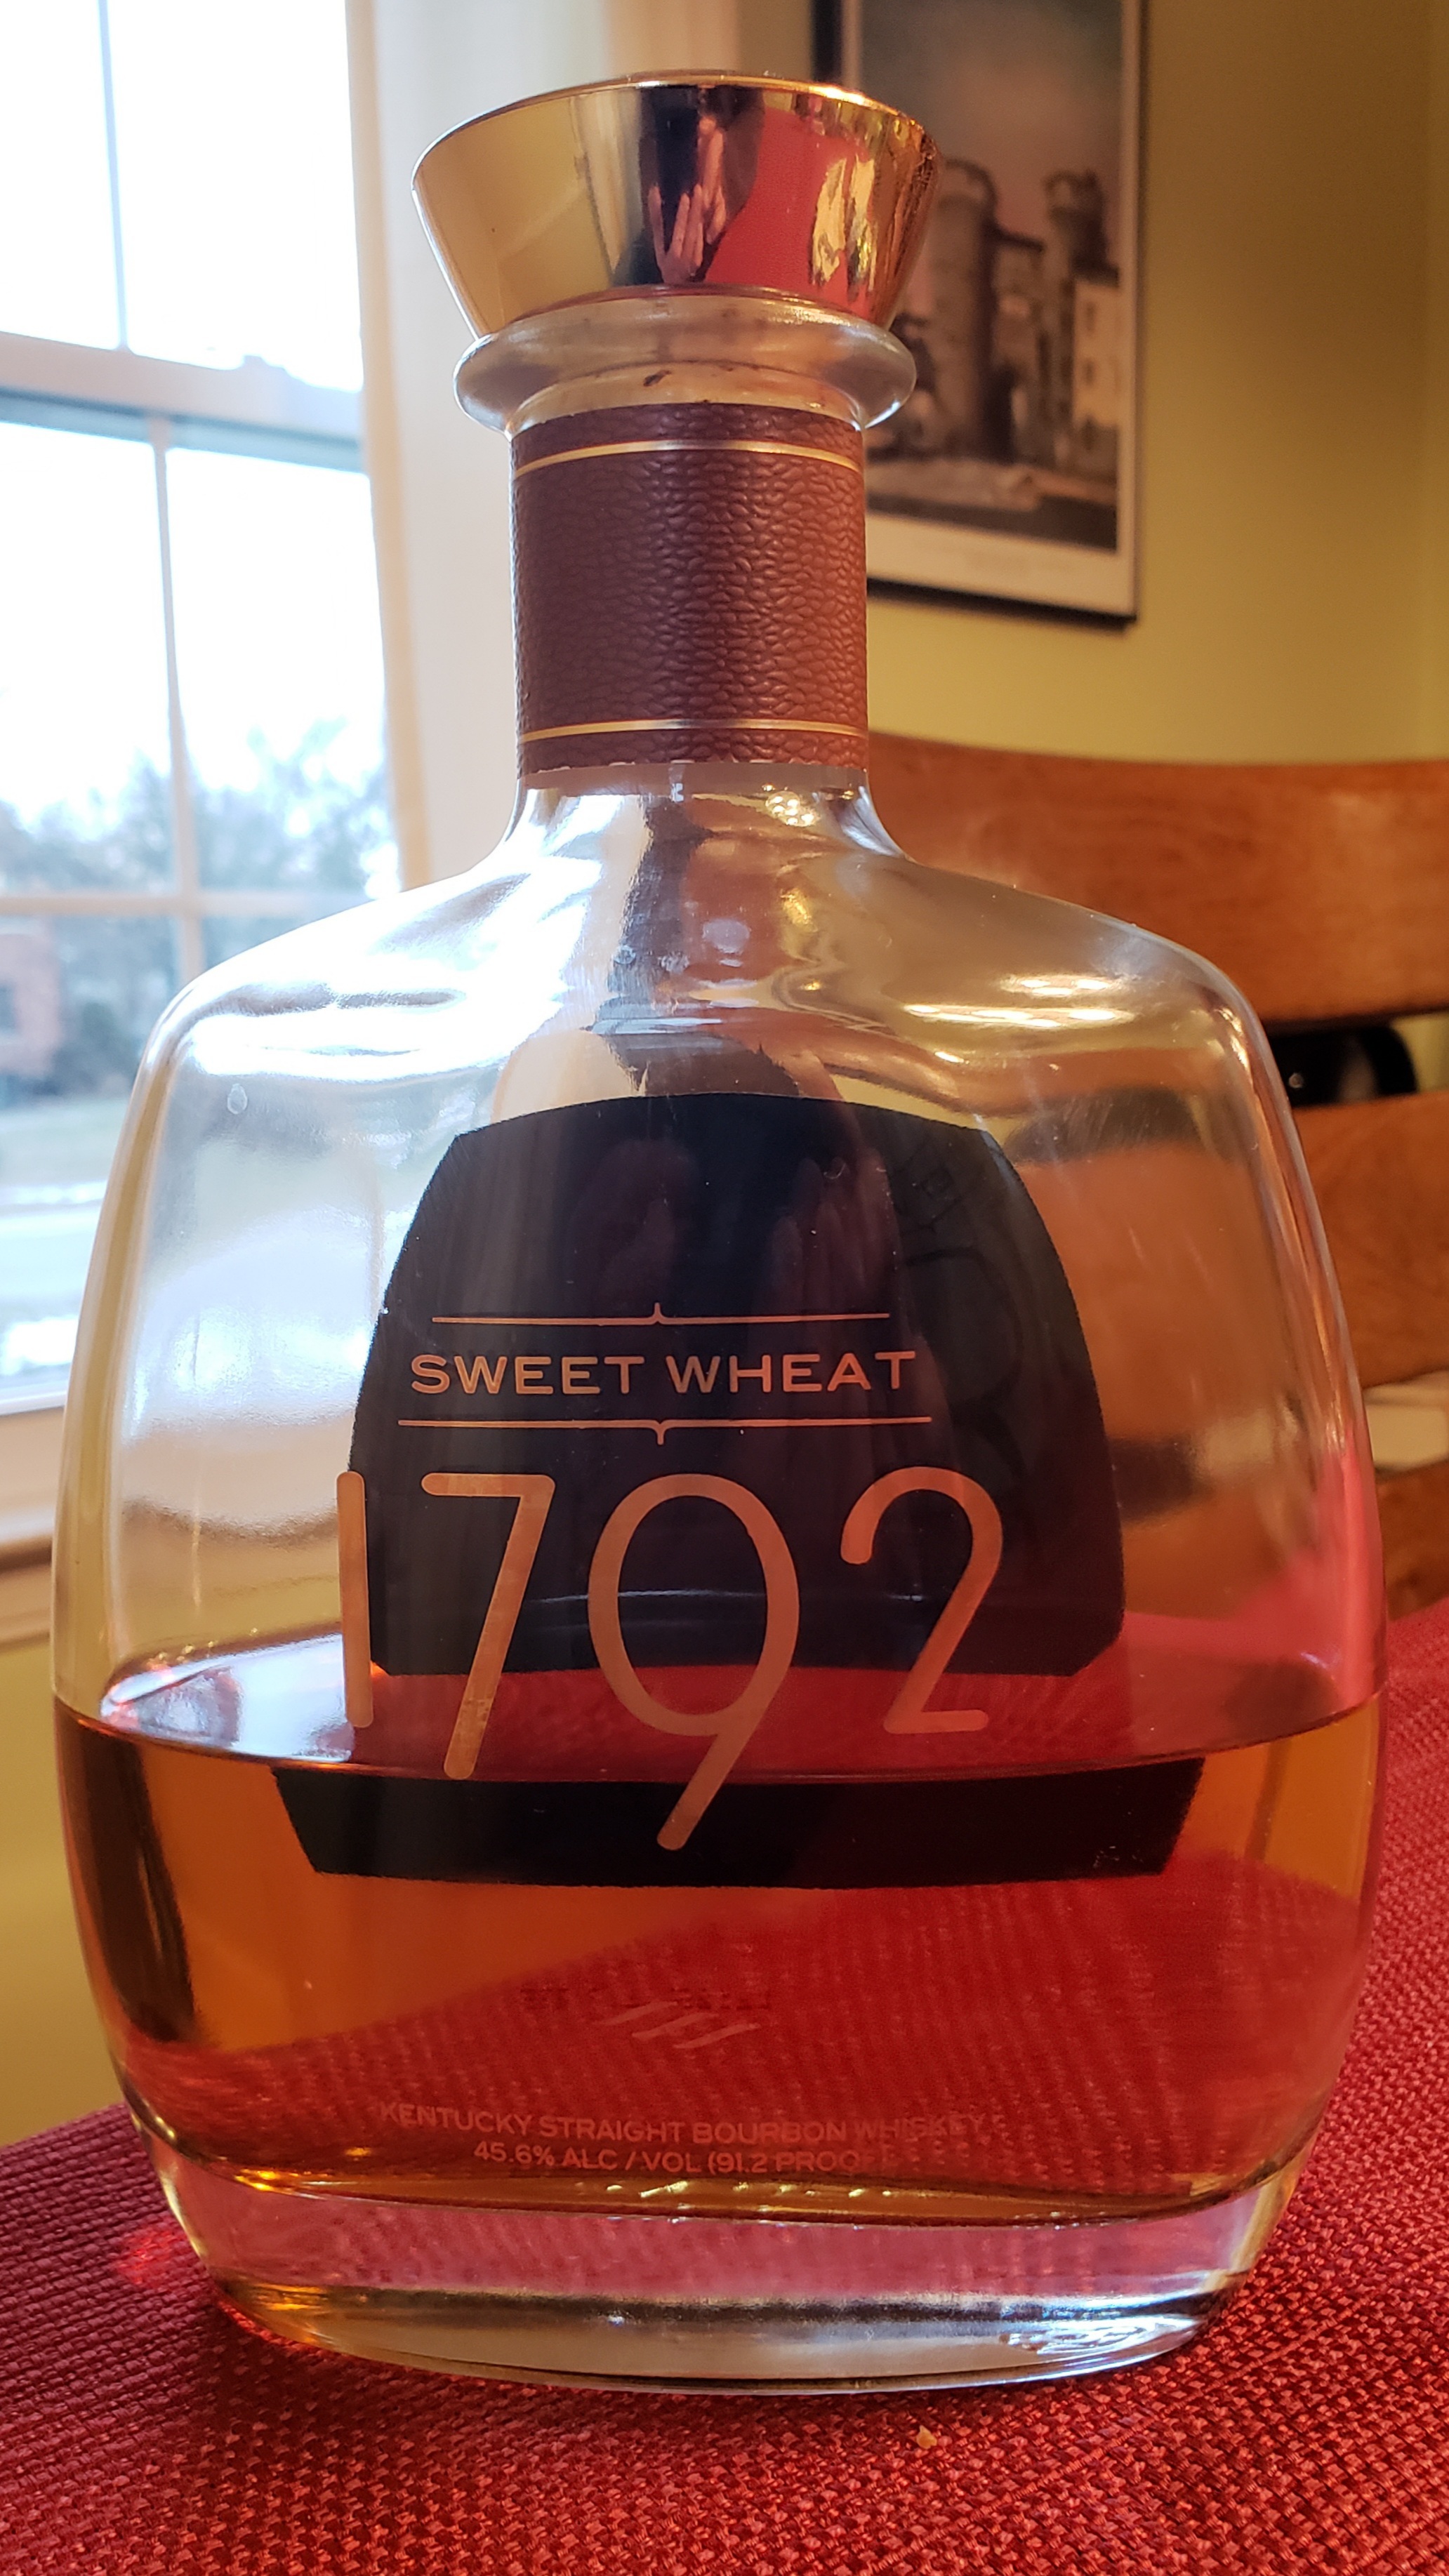 SWEET WHEAT
1792
KENTUCKY STRAIGHT BOURBON WHISKEY
45.6% ALC / VOL (91.2 PROOF